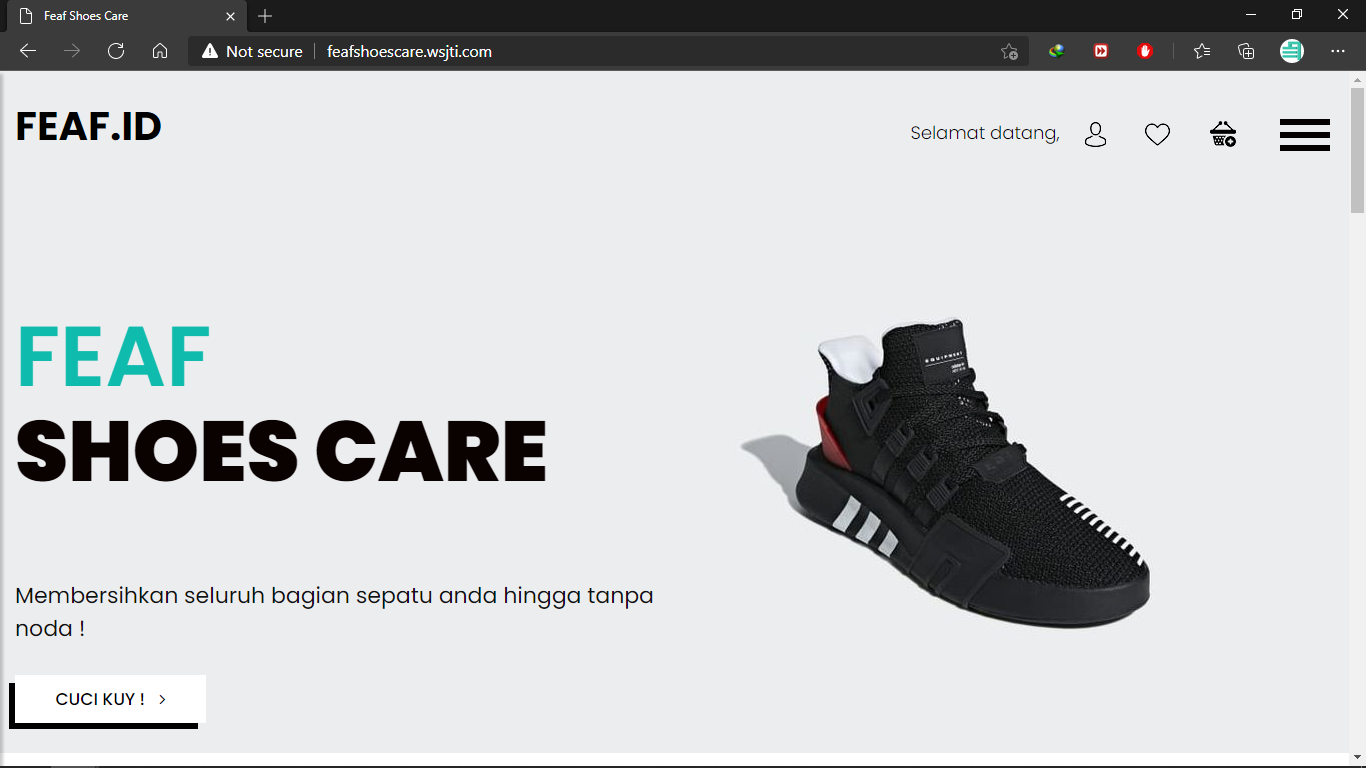 Feaf Shoes Care
Not secure
feafshoescare.wsjti.com
FEAF.ID
Selamat datang,
FEAF
SHOES CARE
EQUIPMENT
Membersihkan seluruh bagian sepatu anda hingga tanpa
noda !
CUCI KUY !